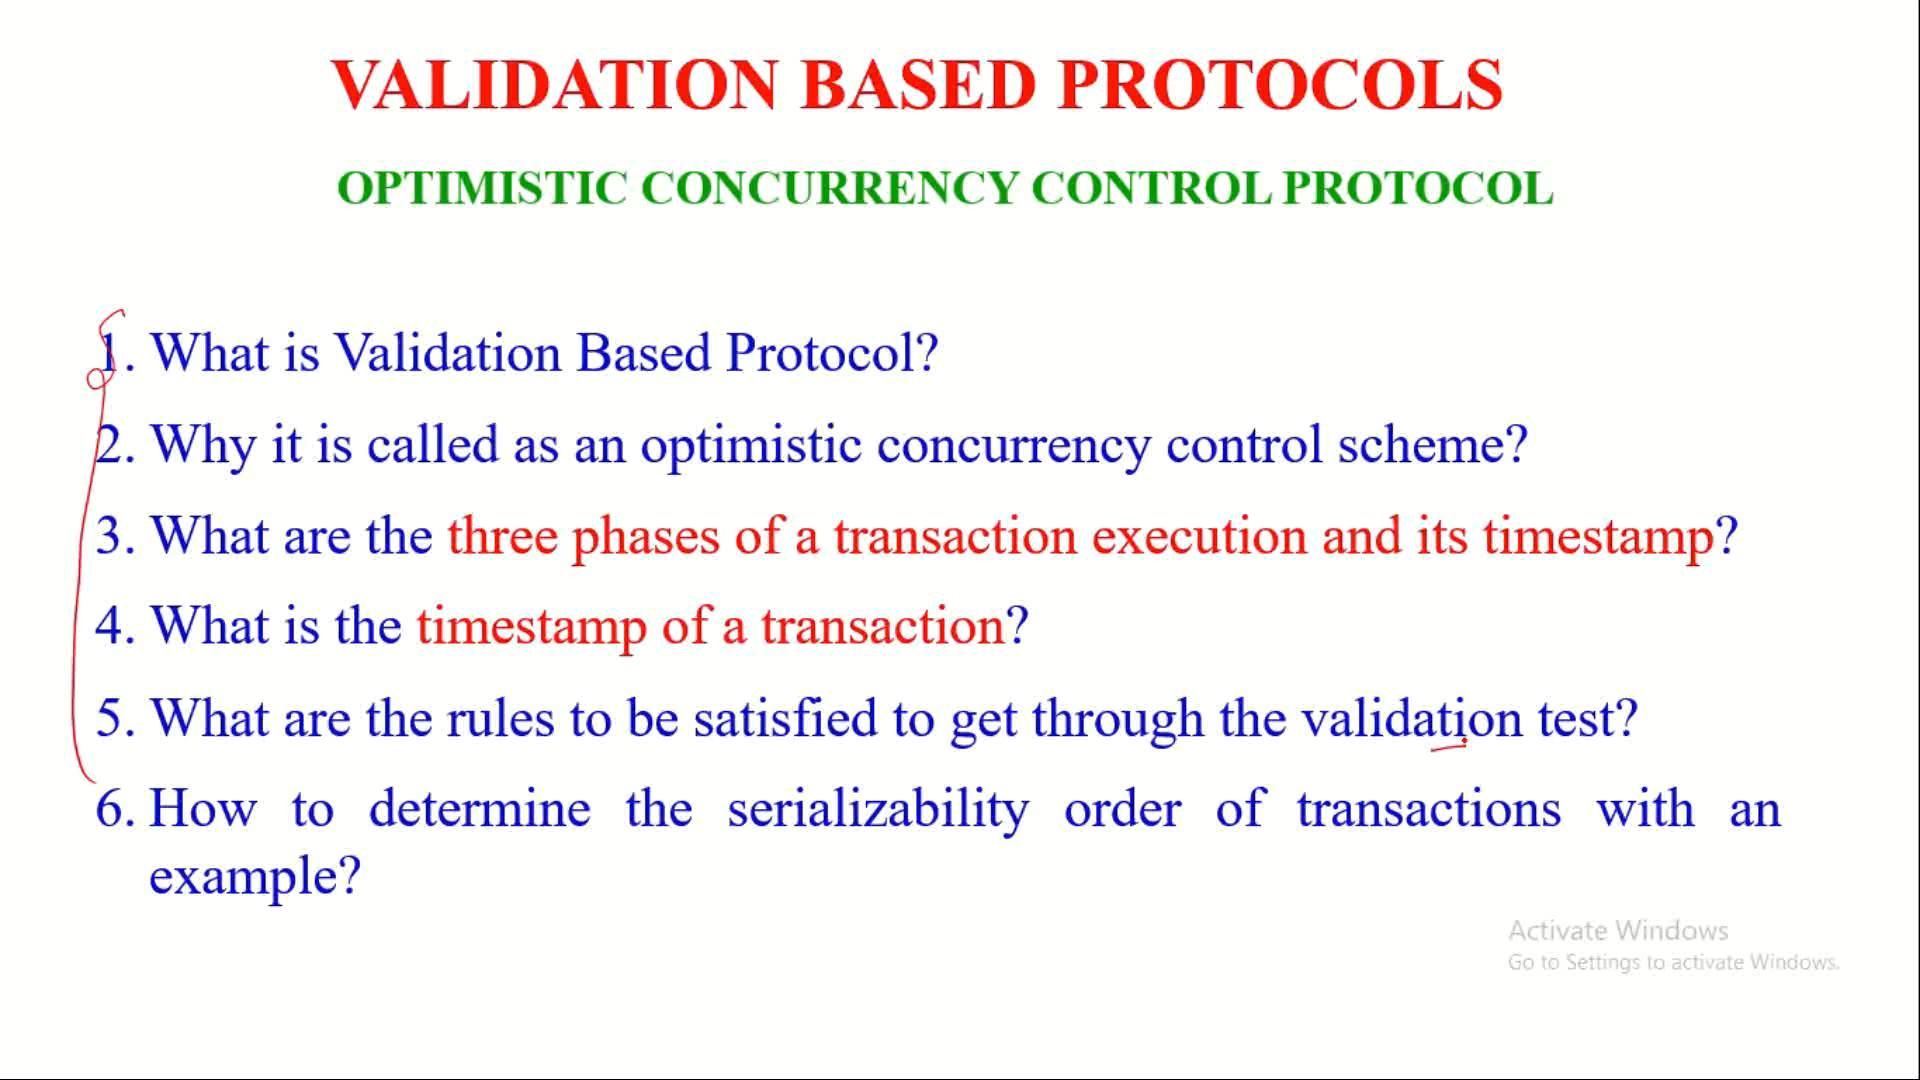 VALIDATION BASED PROTOCOLS
OPTIMISTIC CONCURRENCY CONTROL PROTOCOL
1. What is Validation Based Protocol?
2. Why it is called as an optimistic concurrency control scheme?
3. What are the three phases of a transaction execution and its timestamp?
4. What is the timestamp of a transaction?
5. What are the rules to be satisfied to get through the validation test?
6. How to determine the serializability order of transactions with an
example?
Activate Windows
Go to Settings to activate Windows.